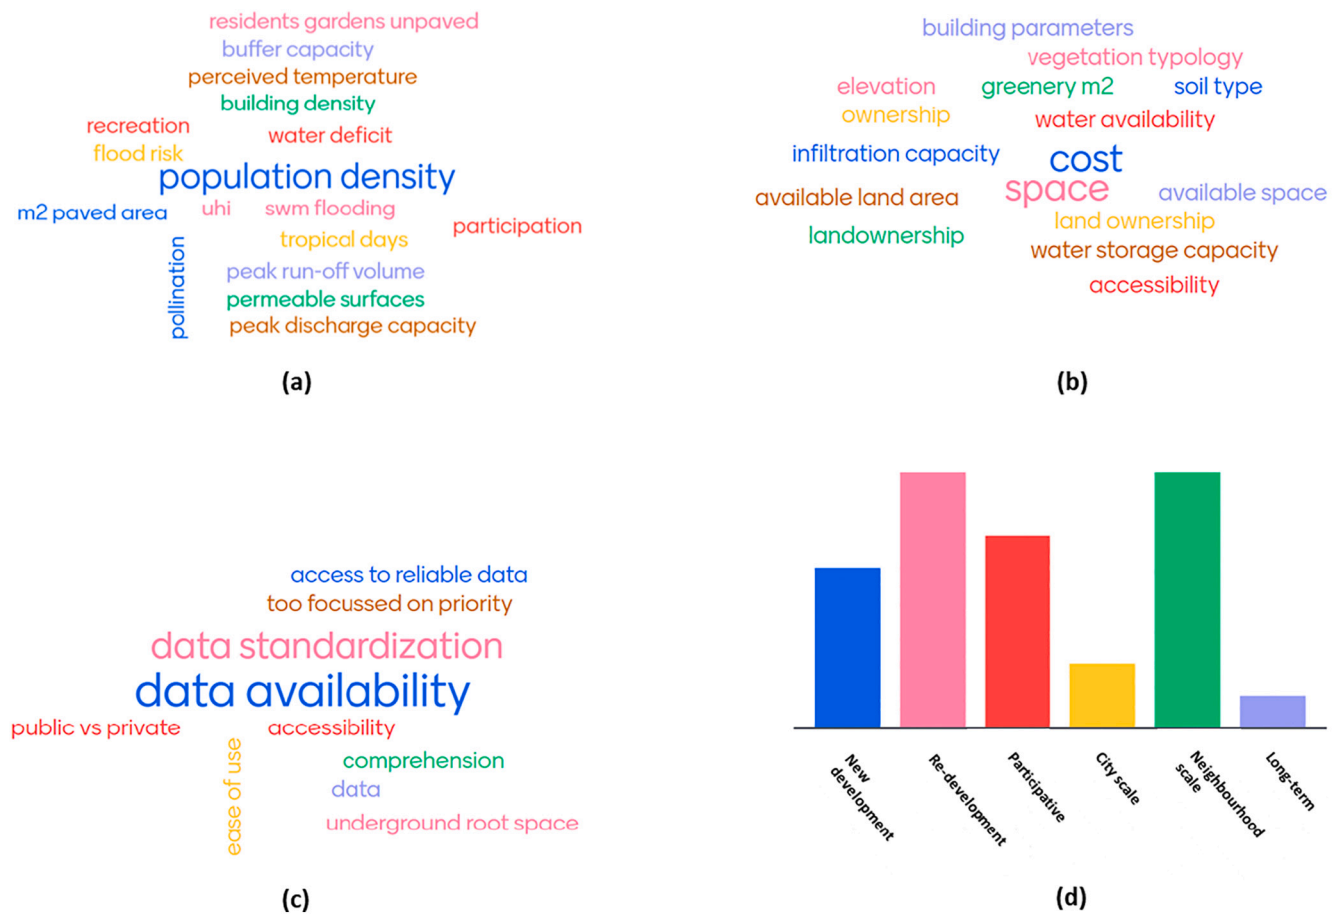 residents gardens unpaved
buffer capacity
perceived temperature
building density
recreation
water deficit
flood risk
population density
m2 paved area
uhi
swm flooding
participation
tropical days
pollination
peak run-off volume
permeable surfaces
peak discharge capacity
(a)
building parameters
vegetation typology
elevation
greenery m2
soil type
ownership
water availability
infiltration capacity
cost
space
available space
available land area
land ownership
landownership
water storage capacity
accessibility
(b)
access to reliable data
too focussed on priority
data standardization
data availability
public vs private
accessibility
ease of use
comprehension
data
underground root space
(c)
New
development
Re-development
Participative
City scale
Neighbourhood
scale
Long-term
(d)